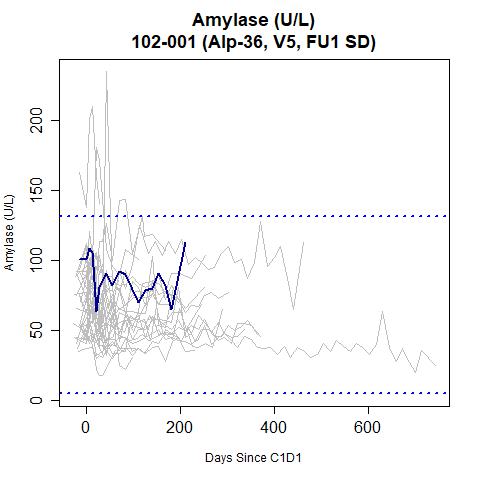 Amylase (U/L)
102-001 (Alp-36, V5, FU1 SD)
Amylase (U/L)
200
150
100
50
0
0 200 400 600
Days Since C1D1